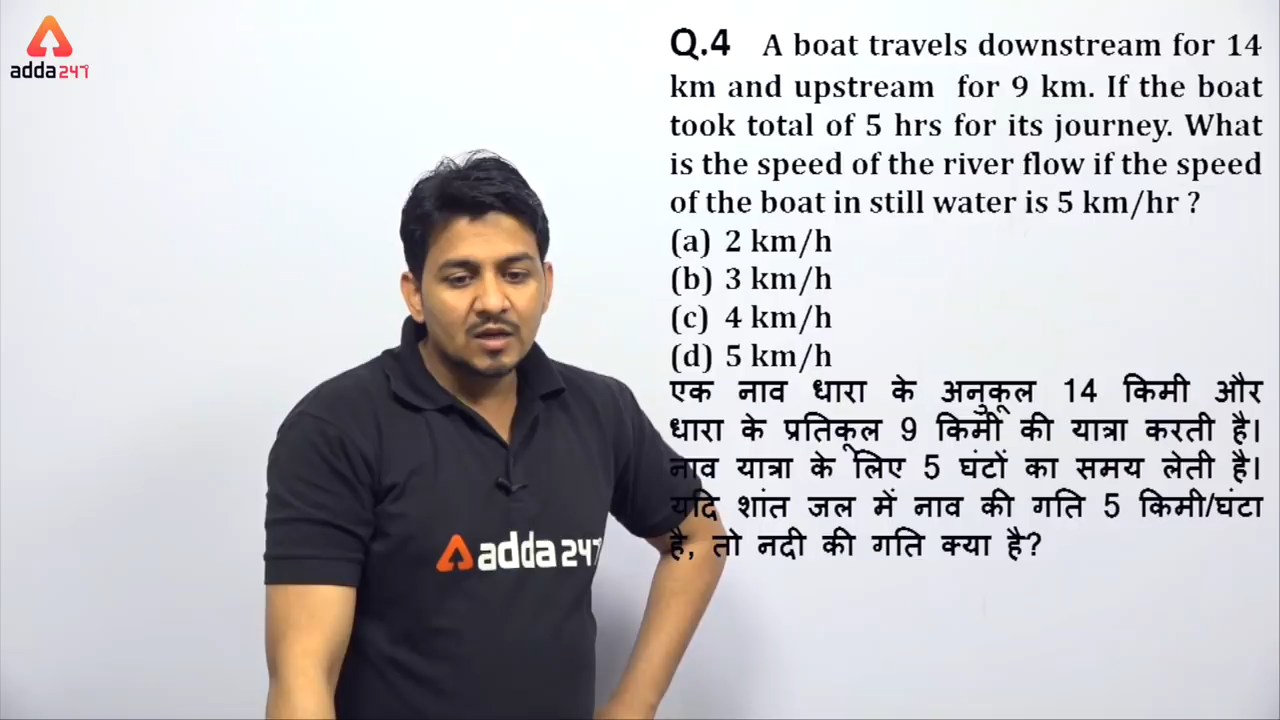 adda247
Q.4 A boat travels downstream for 14
km and upstream for 9 km. If the boat
took total of 5 hrs for its journey. What
is the speed of the river flow if the speed
of the boat in still water is 5 km/hr ?
(a) 2 km/h
(b) 3 km/h
(c) 4 km/h
(d) 5 km/h
एक नाव धारा के अनुकूल 14 किमी और
धारा के प्रतिकूल 9 किमी की यात्रा करती है।
नाव यात्रा के लिए 5 घंटों का समय लेती है।
यदि शांत जल में नाव की गति 5 किमी/घंटा
है, तो नदी की गति क्या है?
adda247